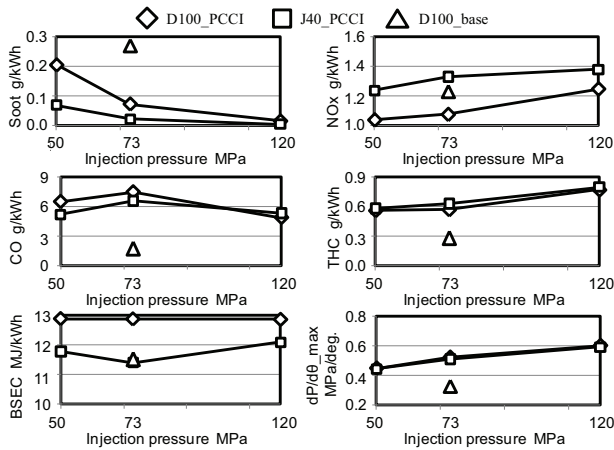 D100_PCCI J40_PCCI D100_base
0.3
0.2
0.1
0.0
Soot g/kWh
50 73 120
Injection pressure MPa
1.6
1.4
1.2
1.0
NOx g/kWh
50 73 120
Injection pressure MPa
9
6
3
0
CO g/kWh
50 73 120
Injection pressure MPa
0.9
0.6
0.3
0.0
THC g/kWh
50 73 120
Injection pressure MPa
13
12
11
10
BSEC MJ/kWh
50 73 120
Injection pressure MPa
0.8
0.6
0.4
0.2
dP/dθ_max
MPa/deg.
50 73 120
Injection pressure MPa